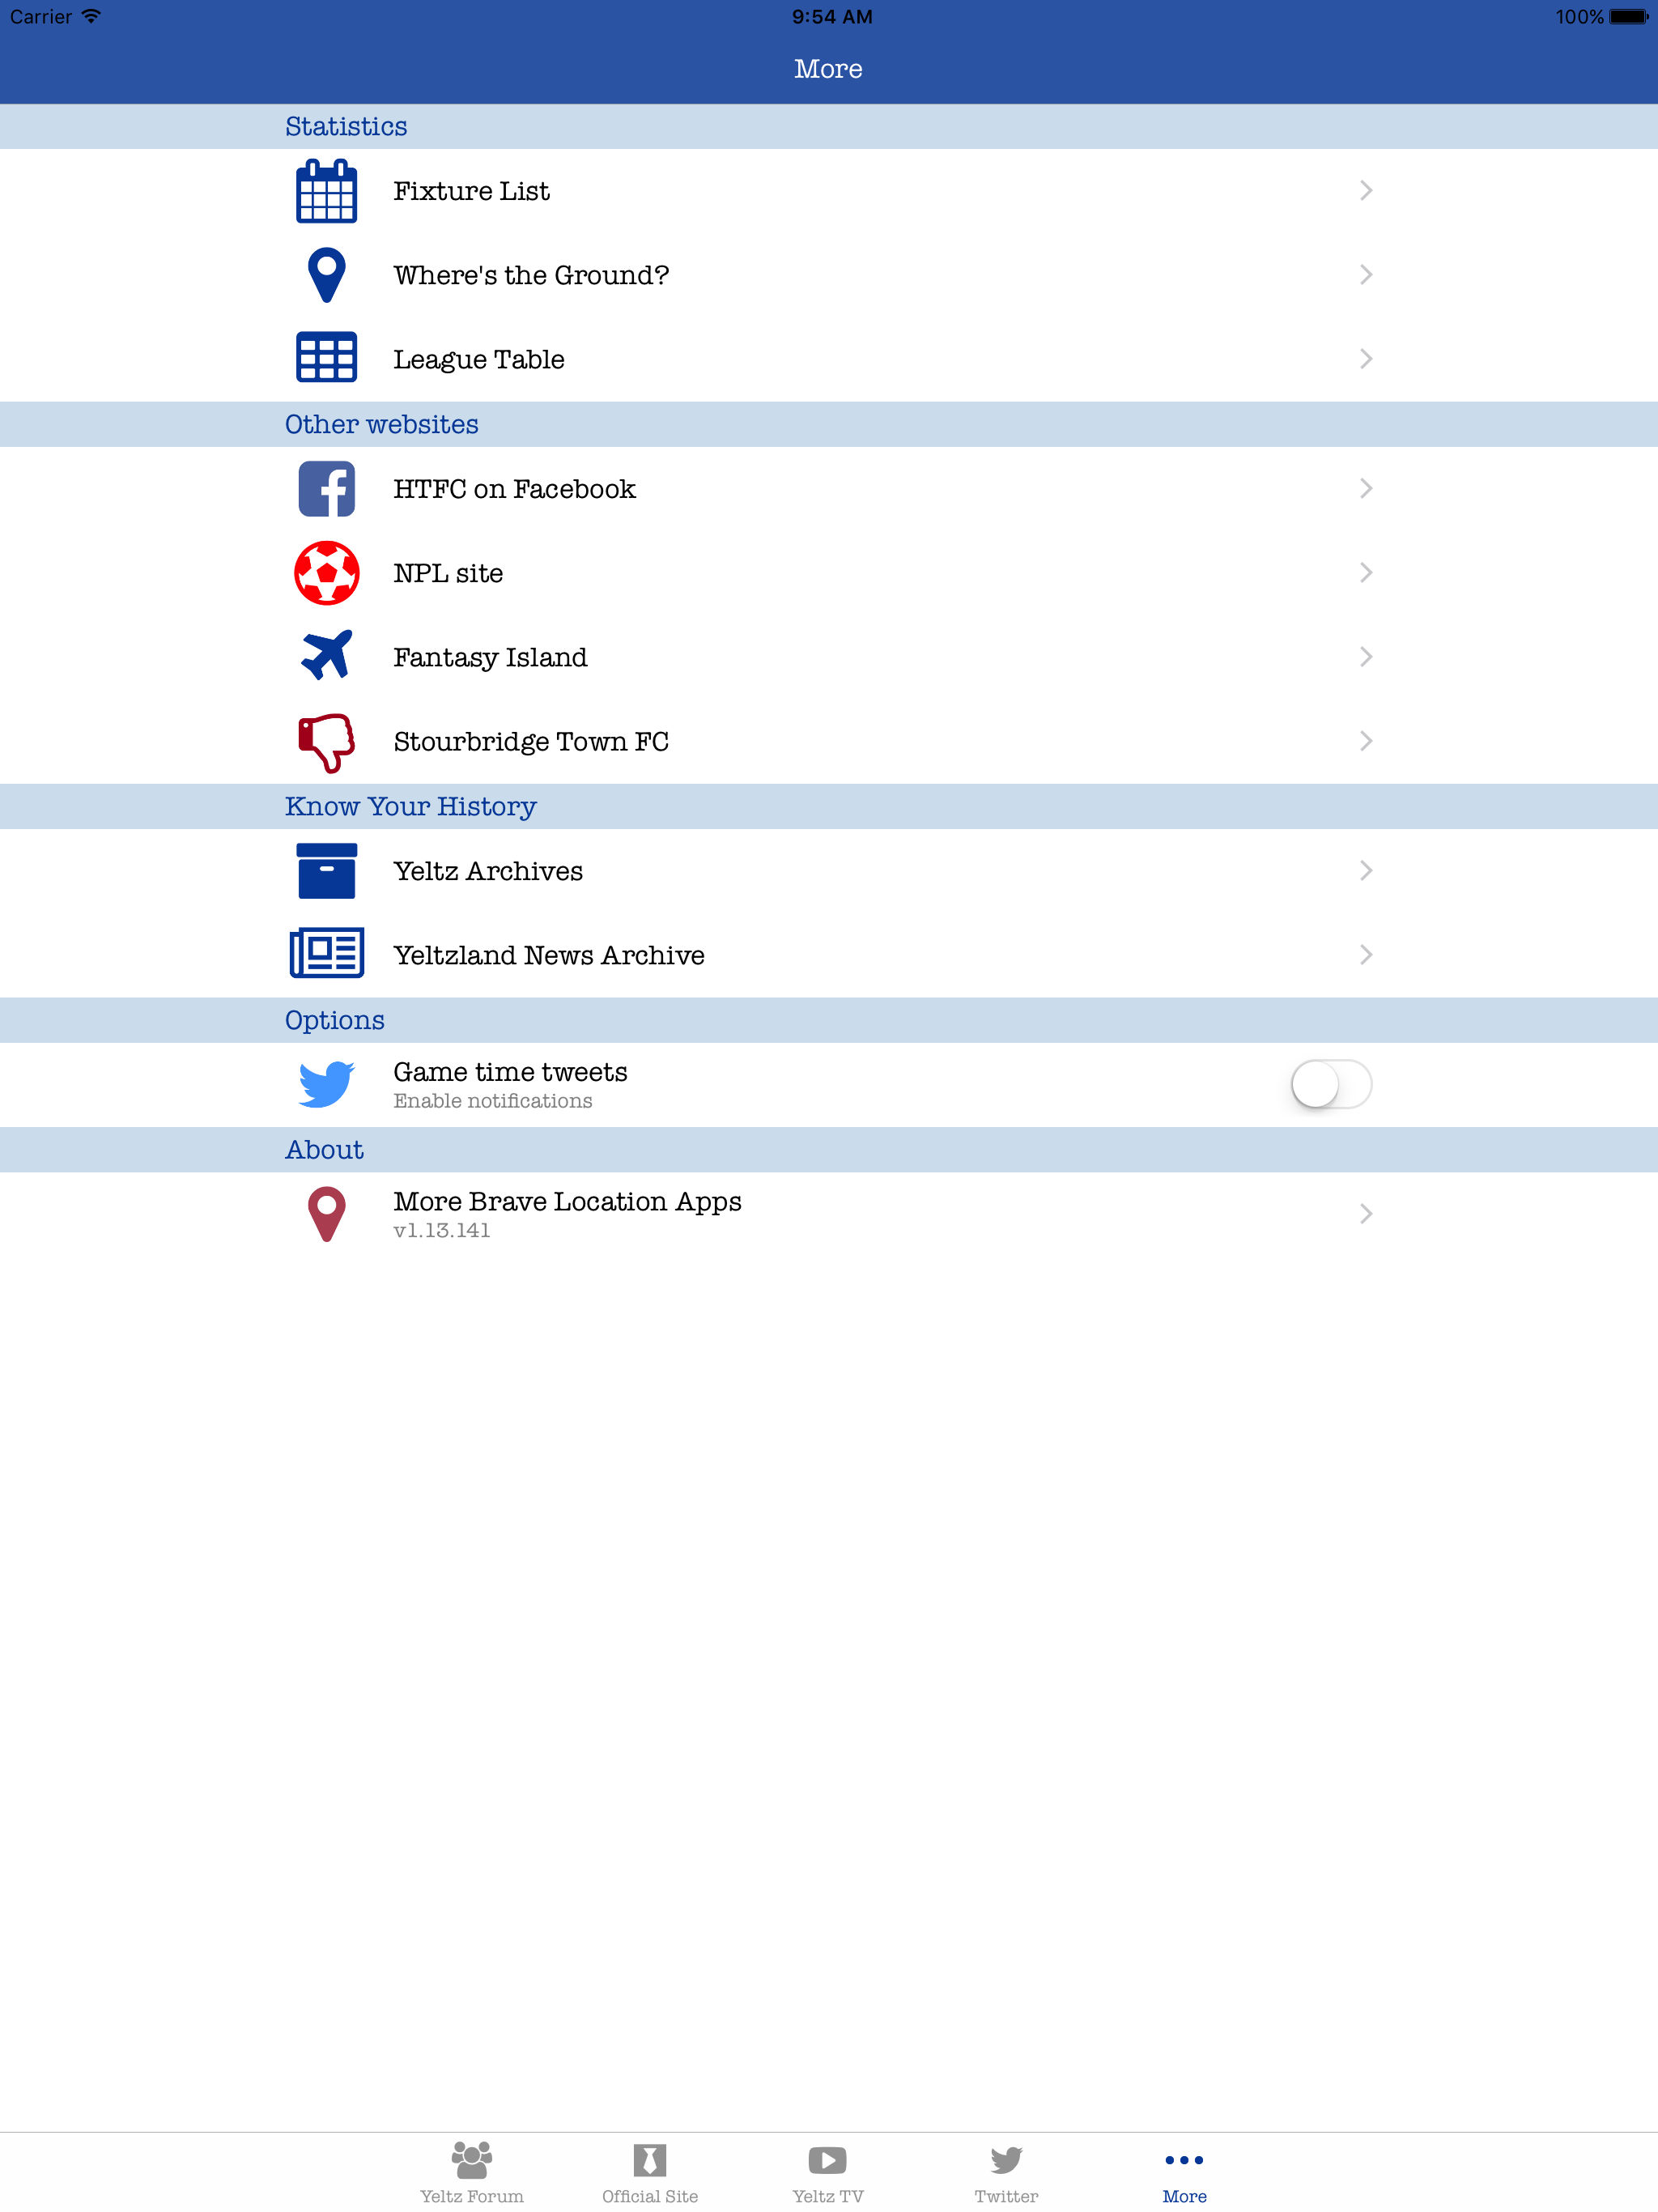 Carrier
9:54 AM
100%
More
Statistics
Fixture List
Where's the Ground?
League Table
Other websites
HTFC on Facebook
NPL site
Fantasy Island
Stourbridge Town FC
Know Your History
Yeltz Archives
Yeltzland News Archive
Options
Game time tweets
Enable notifications
About
More Brave Location Apps
v1.13.141
Yeltz Forum
Official Site
Yeltz TV
Twitter
More